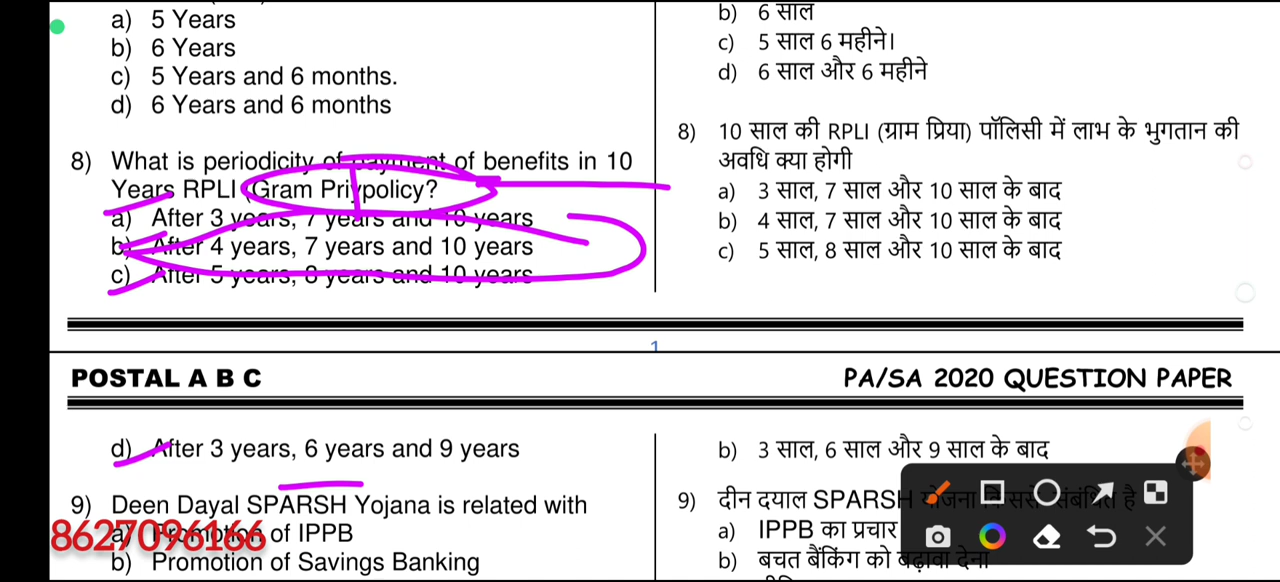 a) 5 Years
b) 6 Years
c) 5 Years and 6 months.
d) 6 Years and 6 months
8) What is periodicity of payment of benefits in 10
Years RPLI (Gram Pri policy?
a) After 3 years, 7 years and 10 years
b) After 4 years, 7 years and 10 years
c) After 5 years, 8 years and 10 years
b) 6 साल
c) 5 साल 6 महीने।
d) 6 साल और 6 महीने
8) 10 साल की RPLI (ग्राम प्रिया) पॉलिसी में लाभ के भुगतान की
अवधि क्या होगी
a) 3 साल, 7 साल और 10 साल के बाद
b) 4 साल, 7 साल और 10 साल के बाद
c) 5 साल, 8 साल और 10 साल के बाद
1
POSTAL A B C
PA/SA 2020 QUESTION PAPER
d) After 3 years, 6 years and 9 years
9) Deen Dayal SPARSH Yojana is related with
a) Promotion of IPPB
b) Promotion of Savings Banking
8627096166
b) 3 साल, 6 साल और 9 साल के बाद
9) दीन दयाल SPARSH योजना किससे संबंधित है
a) IPPB का प्रचार
b) बचत बैंकिंग को बढ़ावा देना